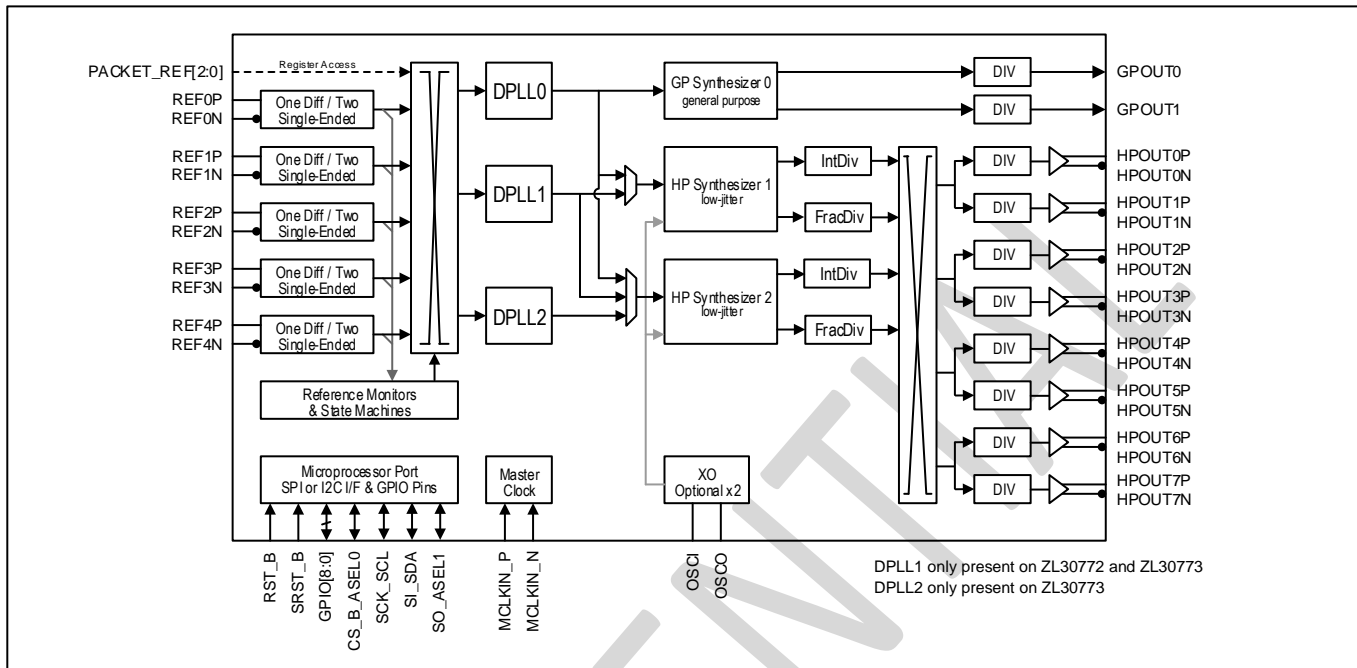 PACKET_REF[2:0]
Register Access
REF0P
REF0N
One Diff / Two
Single-Ended
REF1P
REF1N
One Diff / Two
Single-Ended
REF2P
REF2N
One Diff / Two
Single-Ended
REF3P
REF3N
One Diff / Two
Single-Ended
REF4P
REF4N
One Diff / Two
Single-Ended
Reference Monitors
& State Machines
DPLL0
DPLL1
DPLL2
GP Synthesizer 0
general purpose
HP Synthesizer 1
low-jitter
HP Synthesizer 2
low-jitter
IntDiv
FracDiv
IntDiv
FracDiv
DIV
GPOUT0
DIV
GPOUT1
DIV
HPOUT0P
HPOUT0N
DIV
HPOUT1P
HPOUT1N
DIV
HPOUT2P
HPOUT2N
DIV
HPOUT3P
HPOUT3N
DIV
HPOUT4P
HPOUT4N
DIV
HPOUT5P
HPOUT5N
DIV
HPOUT6P
HPOUT6N
DIV
HPOUT7P
HPOUT7N
Microprocessor Port
SPI or I2C I/F & GPIO Pins
Master
Clock
XO
Optional x2
RST_B
SRST_B
GPIO[8:0]
CS_B_ASEL0
SCK_SCL
SI_SDA
SO_ASEL1
MCLKIN_P
MCLKIN_N
OSCI
OSCO
DPLL1 only present on ZL30772 and ZL30773
DPLL2 only present on ZL30773
ENTIAL